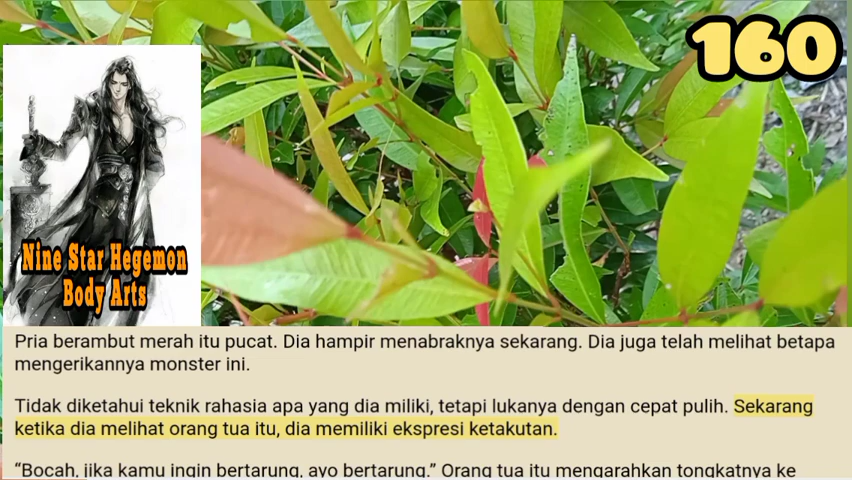 160
Nine Star Hegemon
Body Arts
Pria berambut merah itu pucat. Dia hampir menabraknya sekarang. Dia juga telah melihat betapa
mengerikannya monster ini.
Tidak diketahui teknik rahasia apa yang dia miliki, tetapi lukanya dengan cepat pulih. Sekarang
ketika dia melihat orang tua itu, dia memiliki ekspresi ketakutan.
“Bocah, jika kamu ingin bertarung, ayo bertarung.” Orang tua itu mengarahkan tongkatnya ke